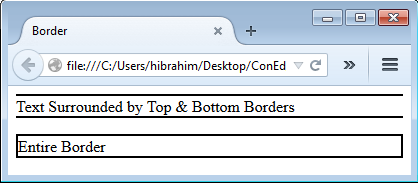 Border
file:///C:/Users/hibrahim/Desktop/ConEd
Text Surrounded by Top & Bottom Borders
Entire Border